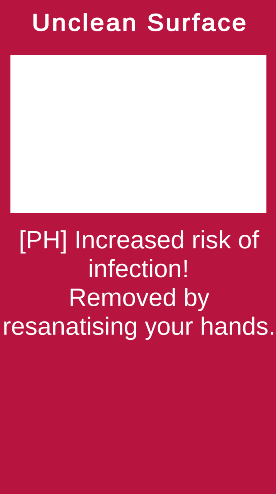 Unclean Surface
[PH] Increased risk of
infection!
Removed by
resanatising your hands.